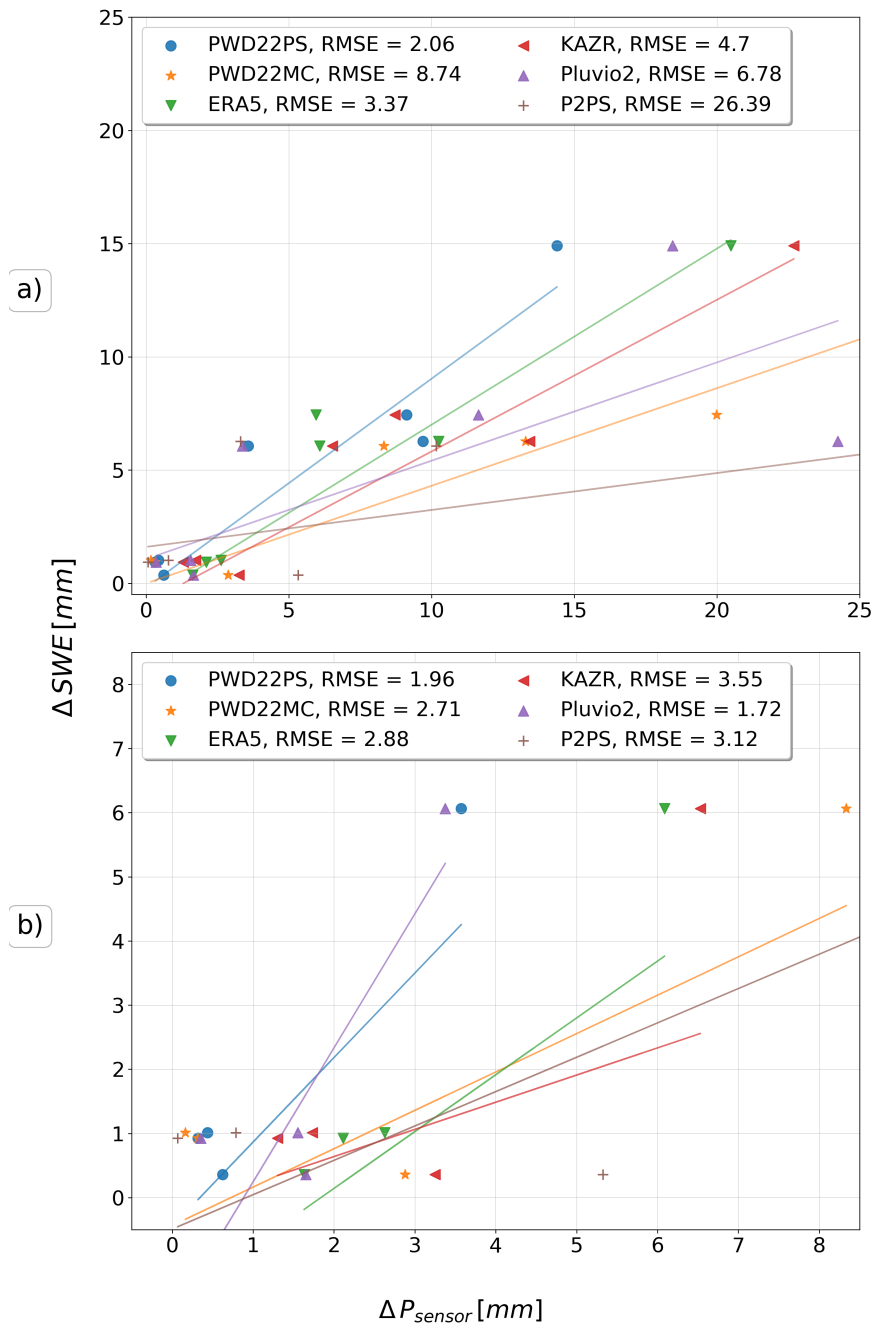 a)
PWD22PS, RMSE = 2.06
PWD22MC, RMSE = 8.74
ERA5, RMSE = 3.37
KAZR, RMSE = 4.7
Pluvio2, RMSE = 6.78
P2PS, RMSE = 26.39
25
20
15
10
5
0
0 5 10 15 20 25
Δ SWE [mm]
b)
PWD22PS, RMSE = 1.96
PWD22MC, RMSE = 2.71
ERA5, RMSE = 2.88
KAZR, RMSE = 3.55
Pluvio2, RMSE = 1.72
P2PS, RMSE = 3.12
8
7
6
5
4
3
2
1
0
0 1 2 3 4 5 6 7 8
Δ P_sensor [mm]